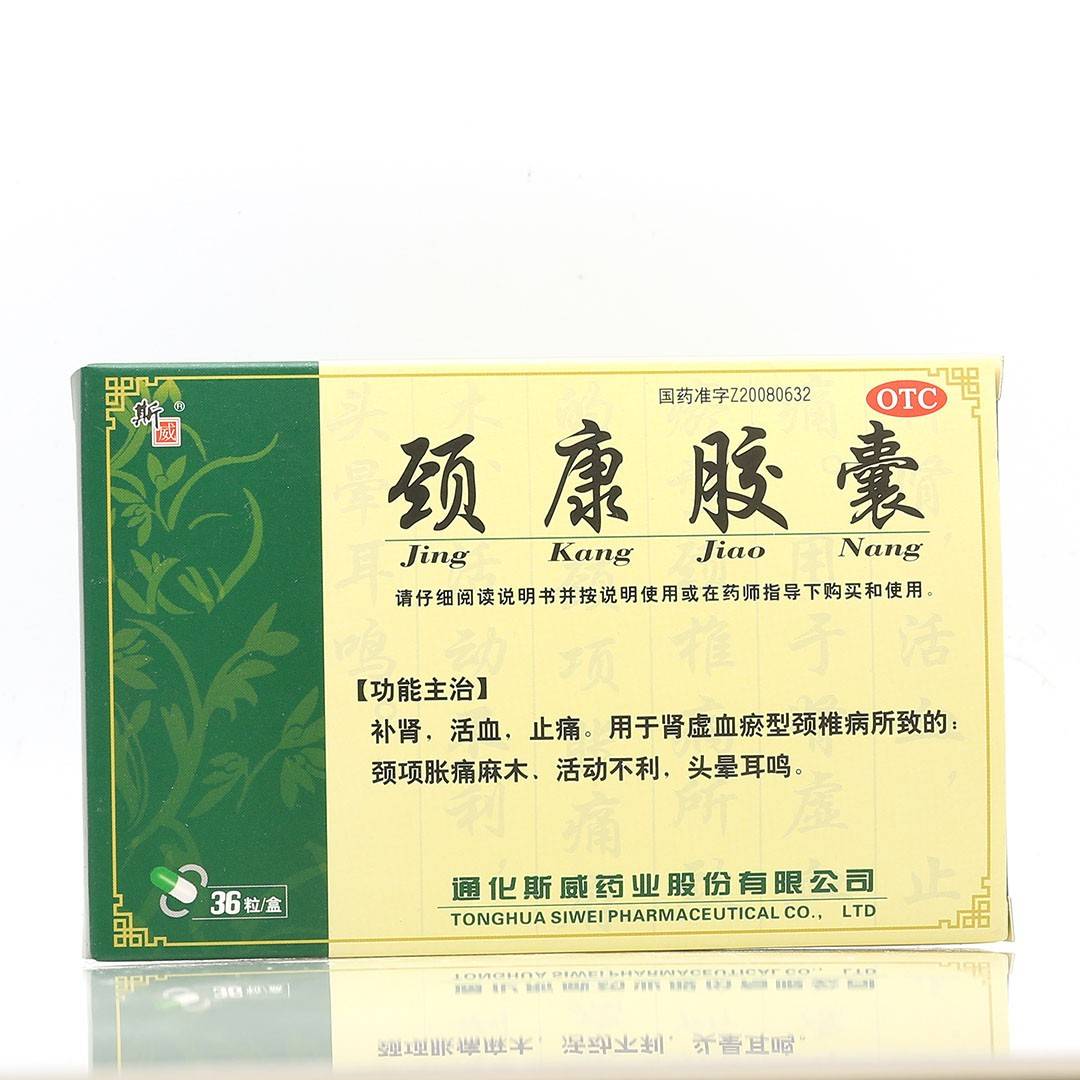 斯威®
国药准字Z20080632
OTC
颈康胶囊
Jing Kang Jiao Nang
请仔细阅读说明书并按说明使用或在药师指导下购买和使用。
【功能主治】
补肾，活血，止痛。用于肾虚血瘀型颈椎病所致的：
颈项胀痛麻木、活动不利，头晕耳鸣。
36粒/盒
通化斯威药业股份有限公司
TONGHUA SIWEI PHARMACEUTICAL CO., LTD